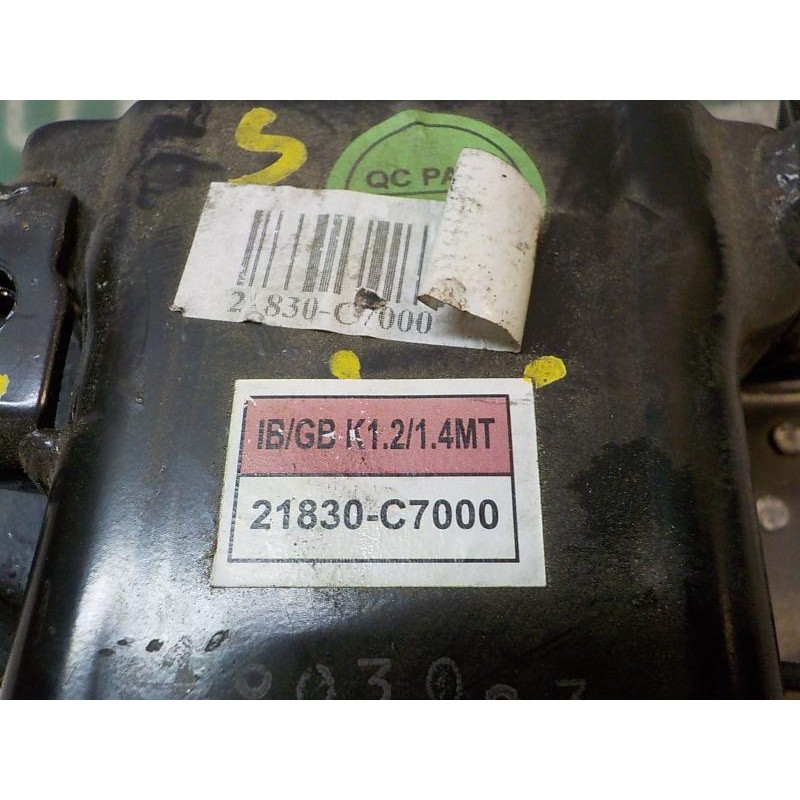 S
QC PA
21830-C7000
IB/GB K1.2/1.4MT
21830-C7000